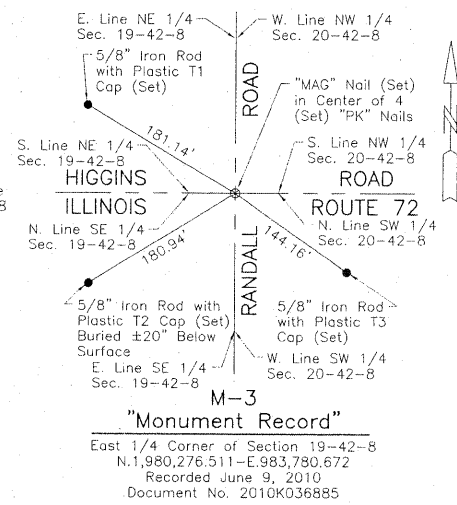 E. Line NE 1/4
Sec. 19-42-8
W. Line NW 1/4
Sec. 20-42-8
5/8" Iron Rod
with Plastic T1
Cap (Set)
ROAD
"MAG" Nail (Set)
in Center of 4
(Set) "PK" Nails
N
181.14'
S. Line NE 1/4
Sec. 19-42-8
S. Line NW 1/4
Sec. 20-42-8
HIGGINS
ROAD
ILLINOIS
ROUTE 72
e
8
N. Line SE 1/4
Sec. 19-42-8
N. Line SW 1/4
Sec. 20-42-8
180.94'
144.16'
RANDALL
5/8" Iron Rod with
Plastic T2 Cap (Set)
Buried ±20" Below
Surface
5/8" Iron Rod
with Plastic T3
Cap (Set)
E. Line SE 1/4
Sec. 19-42-8
W. Line SW 1/4
Sec. 20-42-8
M-3
"Monument Record"
East 1/4 Corner of Section 19-42-8
N.1,980,276.511-E.983,780.672
Recorded June 9, 2010
Document No. 2010K036885